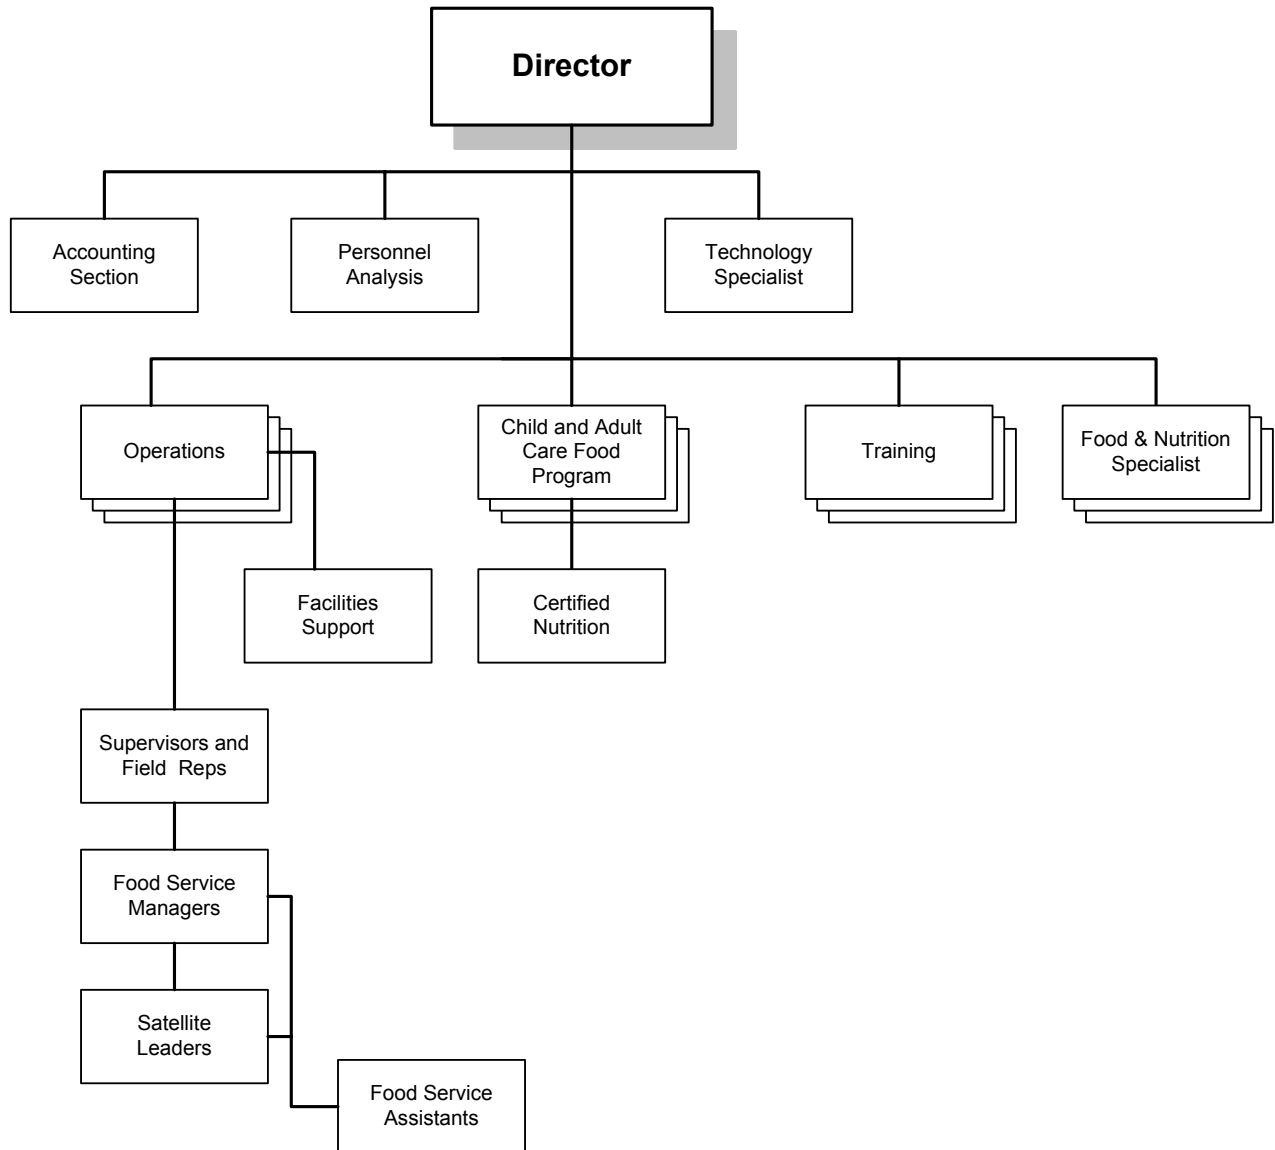 Director
Accounting
Section
Personnel
Analysis
Technology
Specialist
Operations
Child and Adult
Care Food
Program
Training
Food & Nutrition
Specialist
Facilities
Support
Certified
Nutrition
Supervisors and
Field Reps
Food Service
Managers
Satellite
Leaders
Food Service
Assistants